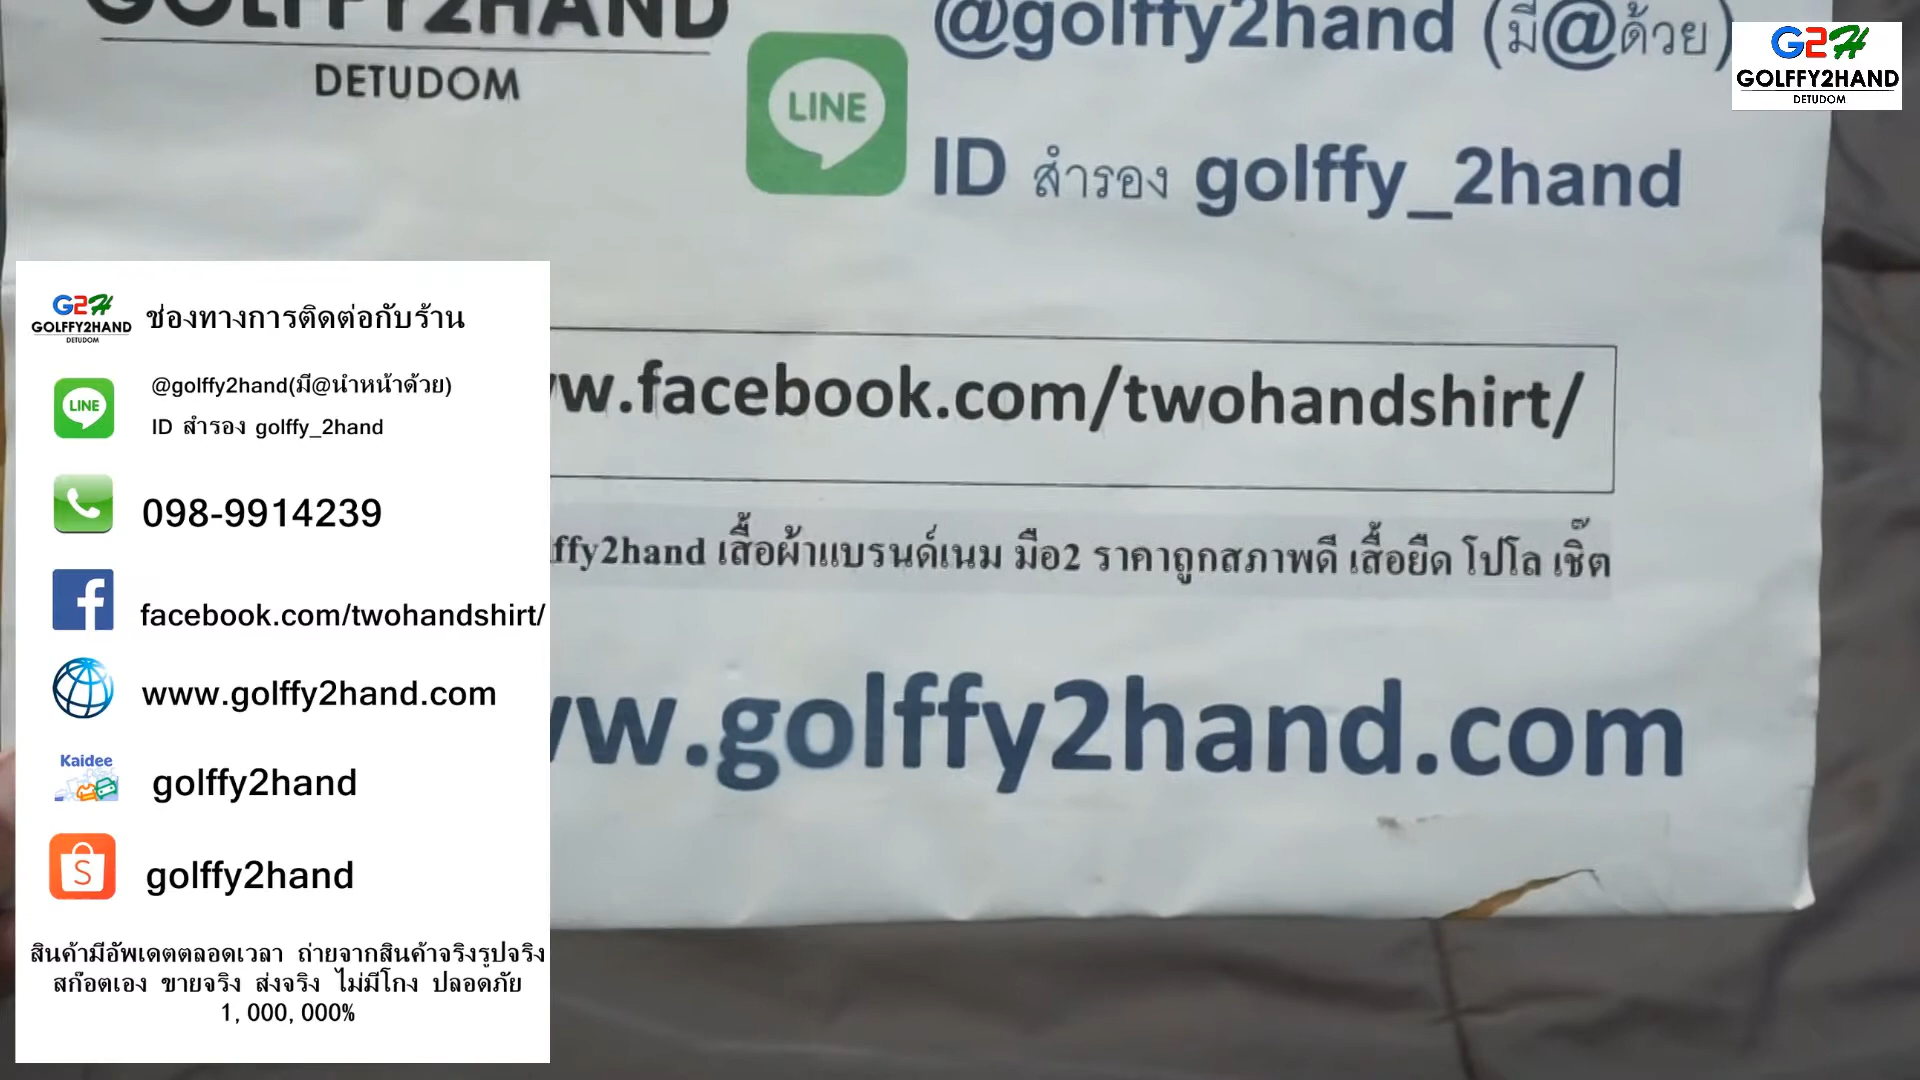 GOLFFY2HAND
DETUDOM
LINE
@golffy2hand (มี@ด้วย)
ID สำรอง golffy_2hand
G2H
GOLFFY2HAND
DETUDOM
w.facebook.com/twohandshirt/
ffy2hand เสื้อผ้าแบรนด์เนม มือ2 ราคาถูกสภาพดี เสื้อยืด โปโล เชิ๊ต
w.golffy2hand.com
G2H
GOLFFY2HAND
DETUDOM
ช่องทางการติดต่อกับร้าน
LINE
@golffy2hand(มี@นำหน้าด้วย)
ID สำรอง golffy_2hand
098-9914239
facebook.com/twohandshirt/
www.golffy2hand.com
Kaidee
golffy2hand
golffy2hand
สินค้ามีอัพเดตตลอดเวลา ถ่ายจากสินค้าจริงรูปจริง
สก๊อตเอง ขายจริง ส่งจริง ไม่มีโกง ปลอดภัย
1,000,000%